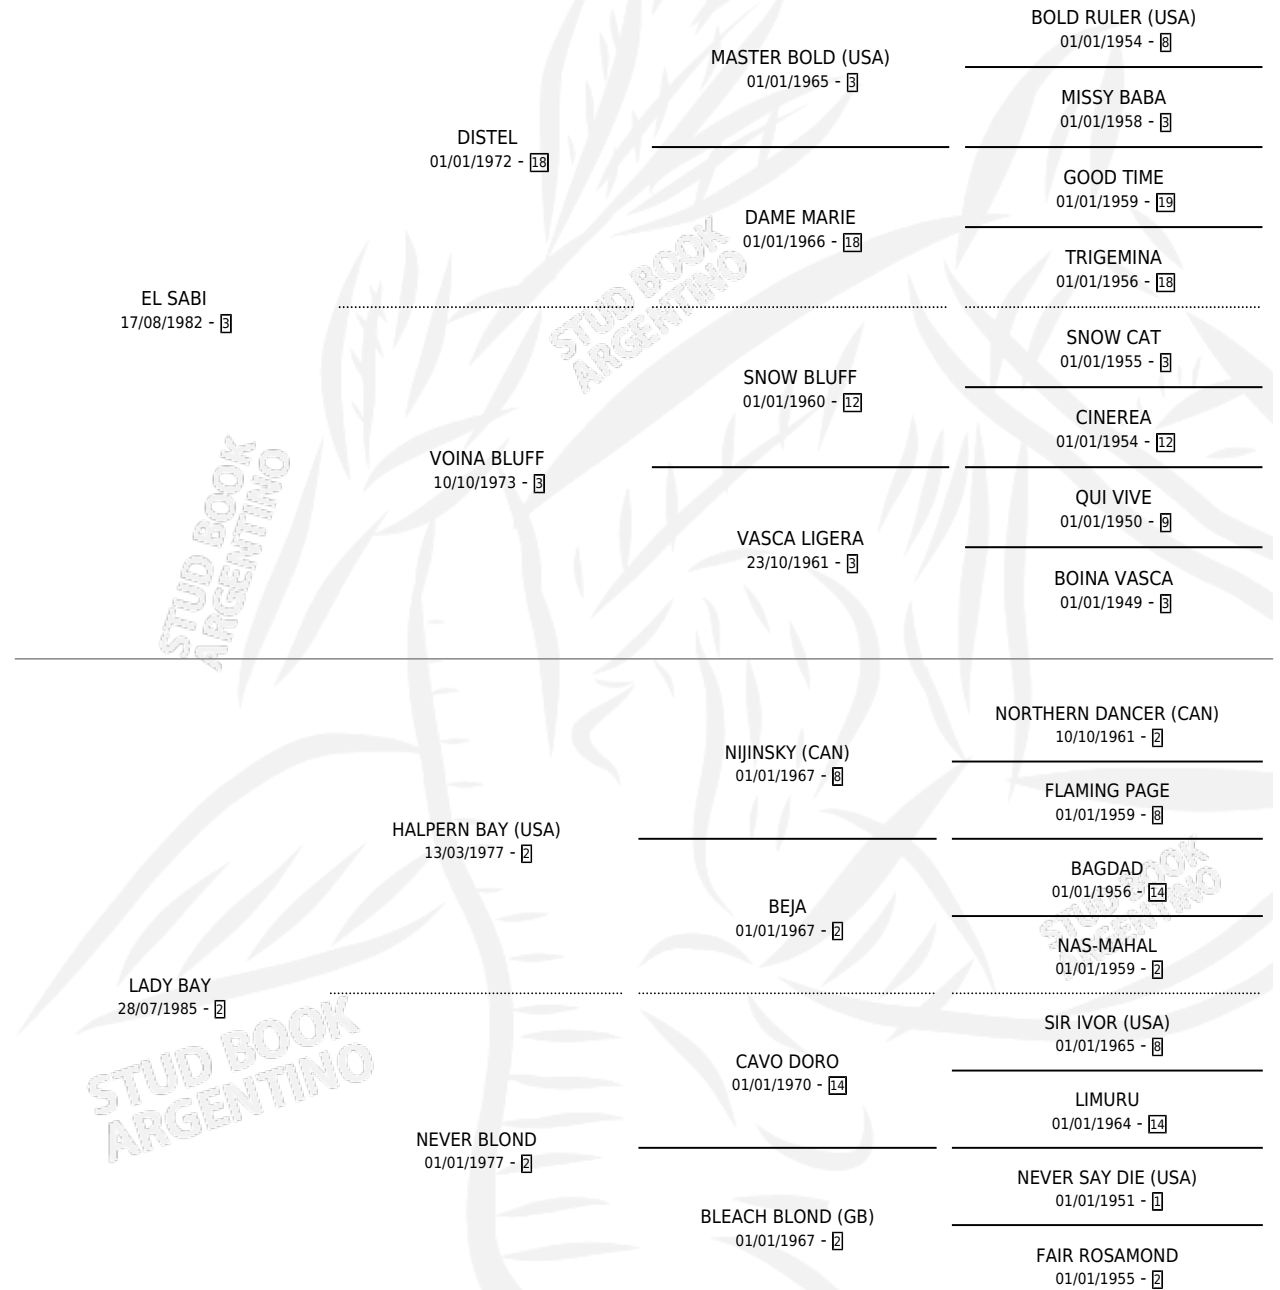 BOLD RULER (USA)
01/01/1954 - 8
MASTER BOLD (USA)
01/01/1965 - 3
MISSY BABA
01/01/1958 - 3
DISTEL
01/01/1972 - 18
GOOD TIME
01/01/1959 - 19
DAME MARIE
01/01/1966 - 18
TRIGEMINA
01/01/1956 - 18
EL SABI
17/08/1982 - 3
STUD BOOK
ARGENTINO
SNOW CAT
01/01/1955 - 3
SNOW BLUFF
01/01/1960 - 12
CINEREA
01/01/1954 - 12
VOINA BLUFF
10/10/1973 - 3
QUI VIVE
01/01/1950 - 9
VASCA LIGERA
23/10/1961 - 3
BOINA VASCA
01/01/1949 - 3
STUD BOOK
ARGENTINO
NORTHERN DANCER (CAN)
10/10/1961 - 2
NIJINSKY (CAN)
01/01/1967 - 8
FLAMING PAGE
01/01/1959 - 8
HALPERN BAY (USA)
13/03/1977 - 2
BAGDAD
01/01/1956 - 14
BEJA
01/01/1967 - 2
NAS-MAHAL
01/01/1959 - 2
STUD BOOK
ARGENTINO
LADY BAY
28/07/1985 - 2
STUD BOOK
ARGENTINO
SIR IVOR (USA)
01/01/1965 - 8
CAVO DORO
01/01/1970 - 14
LIMURU
01/01/1964 - 14
NEVER BLOND
01/01/1977 - 2
NEVER SAY DIE (USA)
01/01/1951 - 1
BLEACH BLOND (GB)
01/01/1967 - 2
FAIR ROSAMOND
01/01/1955 - 2